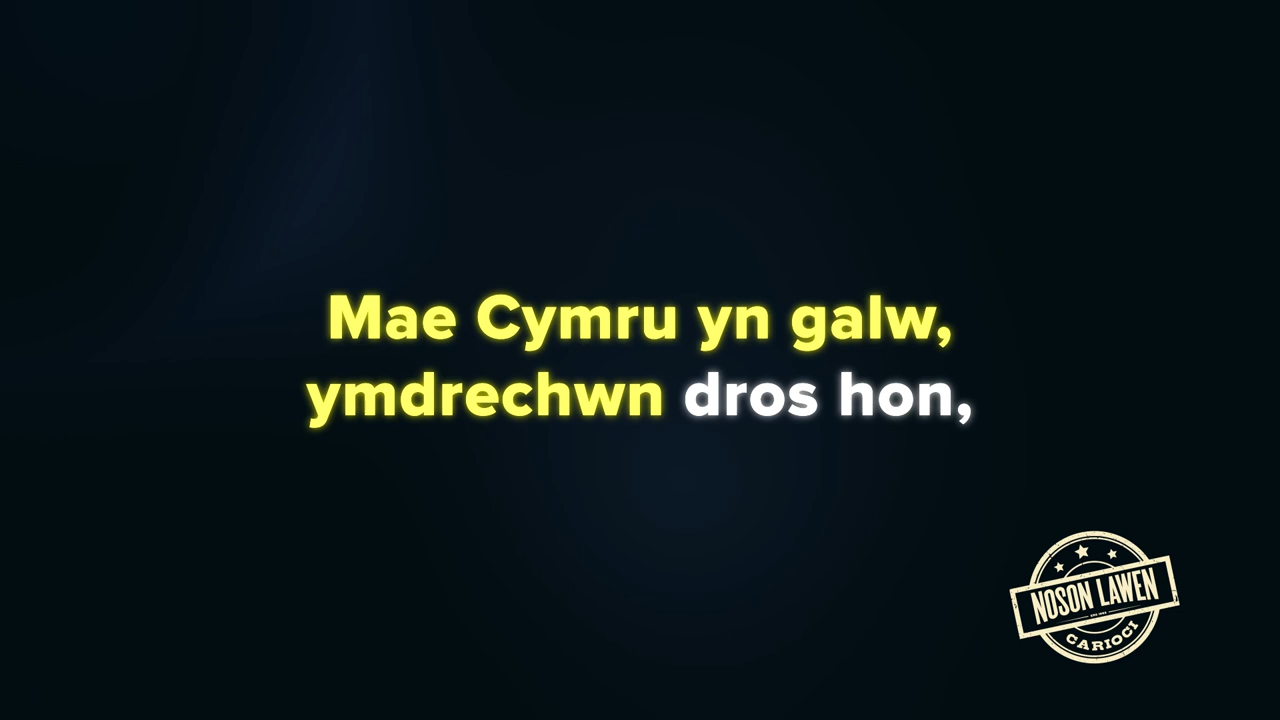 Mae Cymru yn galw,
ymdrechwn dros hon,
NOSON LAWEN
CARIOCI